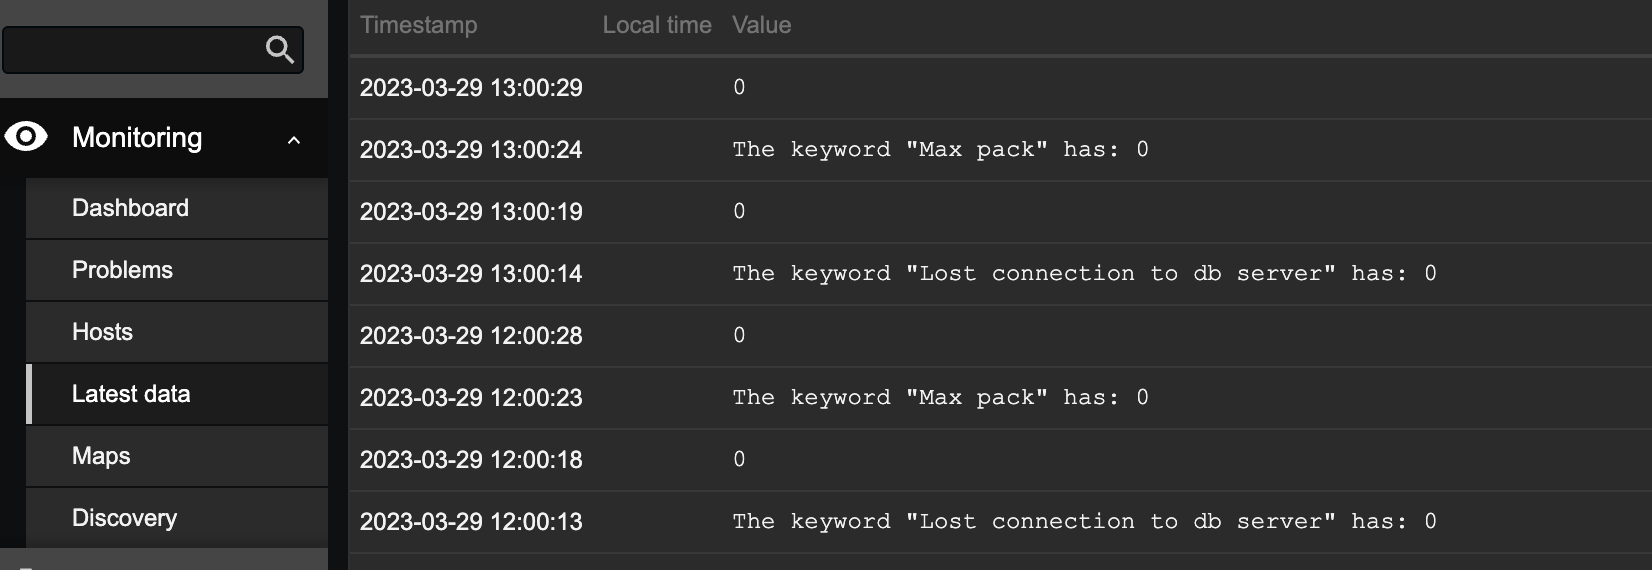 Monitoring
Dashboard
Problems
Hosts
Latest data
Maps
Discovery
Timestamp Local time Value
2023-03-29 13:00:29 0
2023-03-29 13:00:24 The keyword "Max pack" has: 0
2023-03-29 13:00:19 0
2023-03-29 13:00:14 The keyword "Lost connection to db server" has: 0
2023-03-29 12:00:28 0
2023-03-29 12:00:23 The keyword "Max pack" has: 0
2023-03-29 12:00:18 0
2023-03-29 12:00:13 The keyword "Lost connection to db server" has: 0